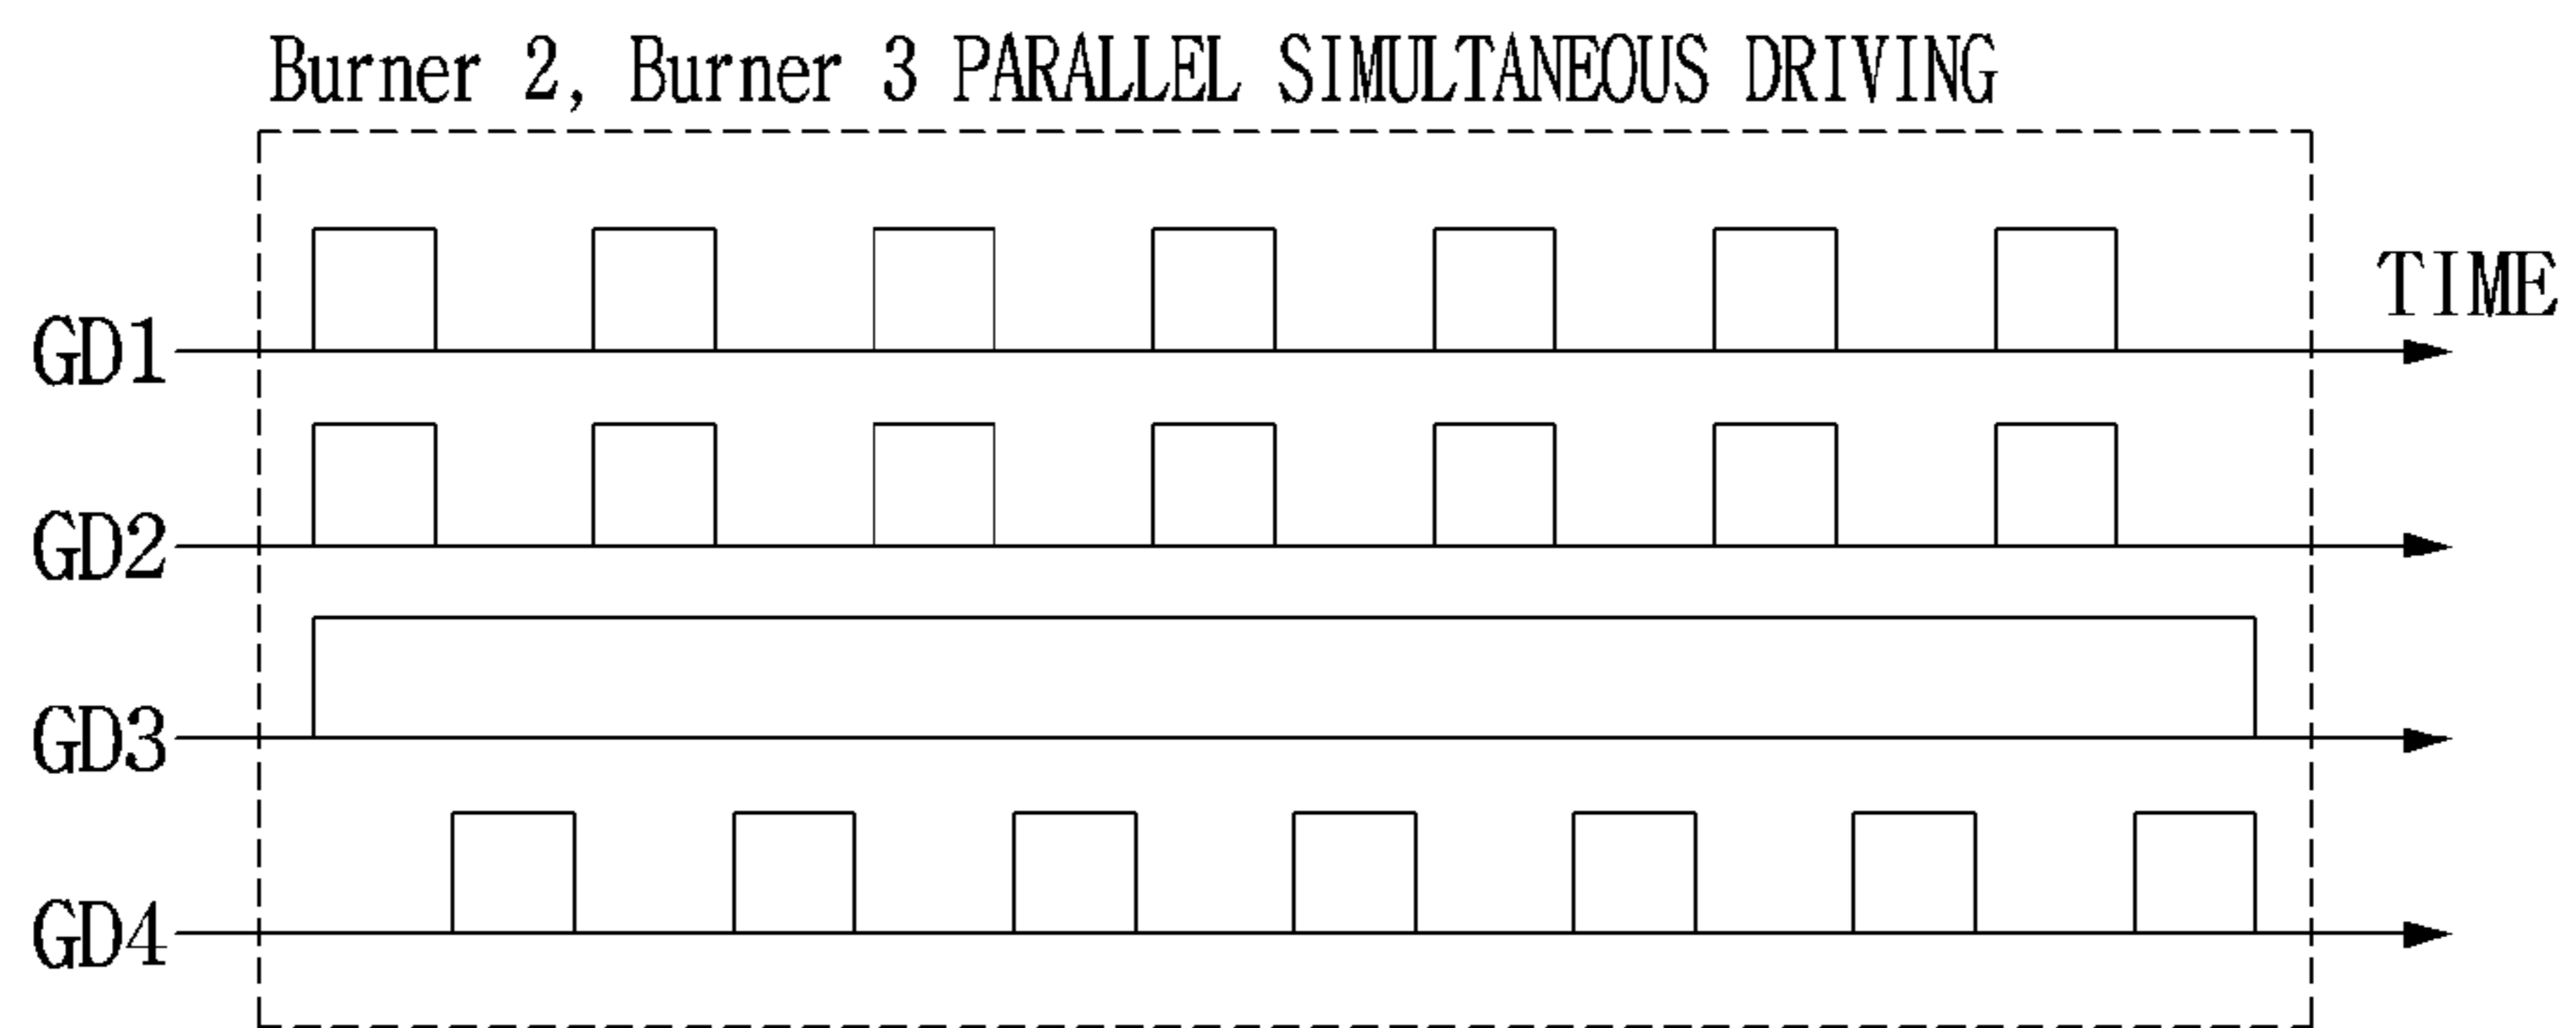 Burner 2, Burner 3 PARALLEL SIMULTANEOUS DRIVING
TIME
GD1
GD2
GD3
GD4